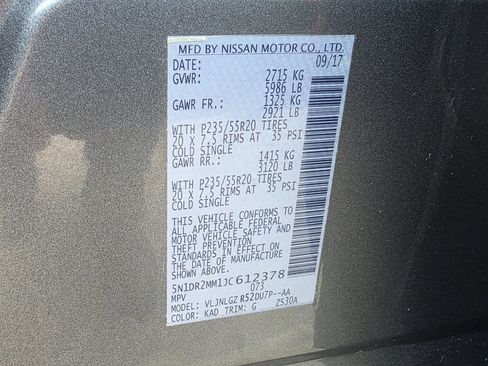 MFD BY NISSAN MOTOR CO., LTD.
DATE: 09/17
GVWR: 2715 KG
5986 LB
GAWR FR.: 1325 KG
2921 LB
WITH P235/55R20 TIRES
20 X 7.5 RIMS AT 35 PSI
COLD SINGLE
GAWR RR.: 1415 KG
3120 LB
WITH P235/55R20 TIRES
20 X 7.5 RIMS AT 35 PSI
COLD SINGLE
THIS VEHICLE CONFORMS TO
ALL APPLICABLE FEDERAL
MOTOR VEHICLE SAFETY AND
THEFT PREVENTION
STANDARDS IN EFFECT ON
THE DATE OF MANUFACTURE
SHOWN ABOVE.
5N1DR2MM1JC612378
MPV 073
MODEL: VLJNLGZ R52DU7P--AA
COLOR: KAD TRIM: G ZS30A